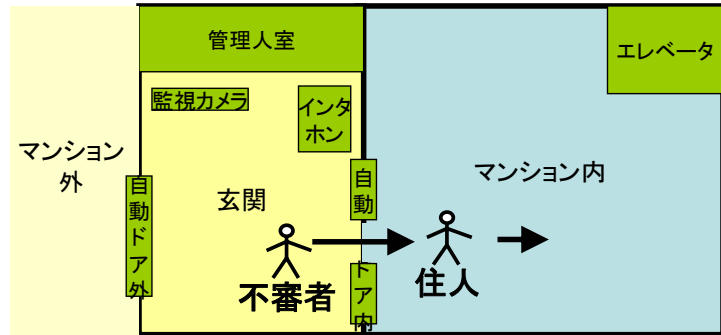 管理人室
エレベータ
監視カメラ
インタ
ホン
マンション
外
自動ドア外
玄関
自動
ドア内
マンション内
不審者
住人